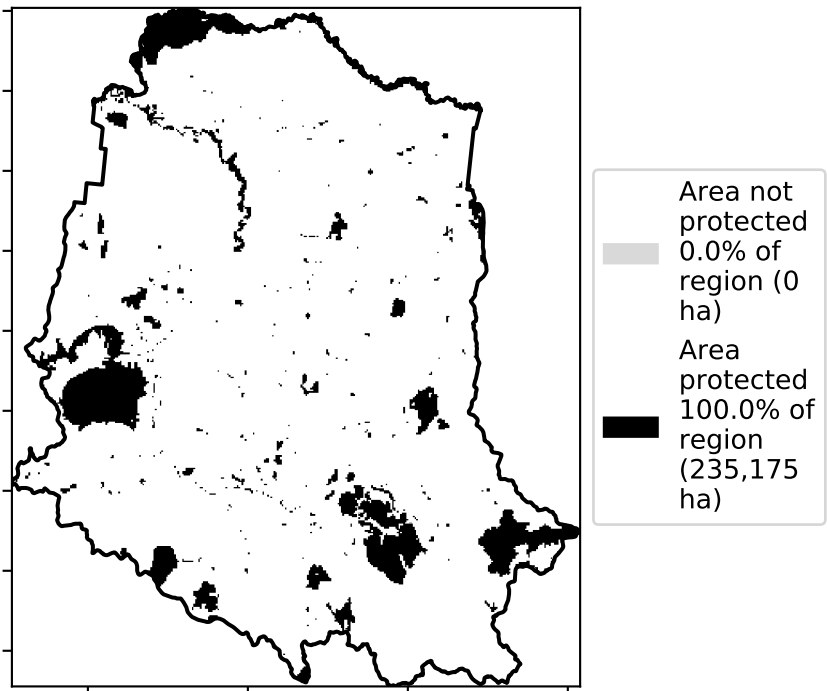 Area not
protected
0.0% of
region (0
ha)
Area
protected
100.0% of
region
(235,175
ha)